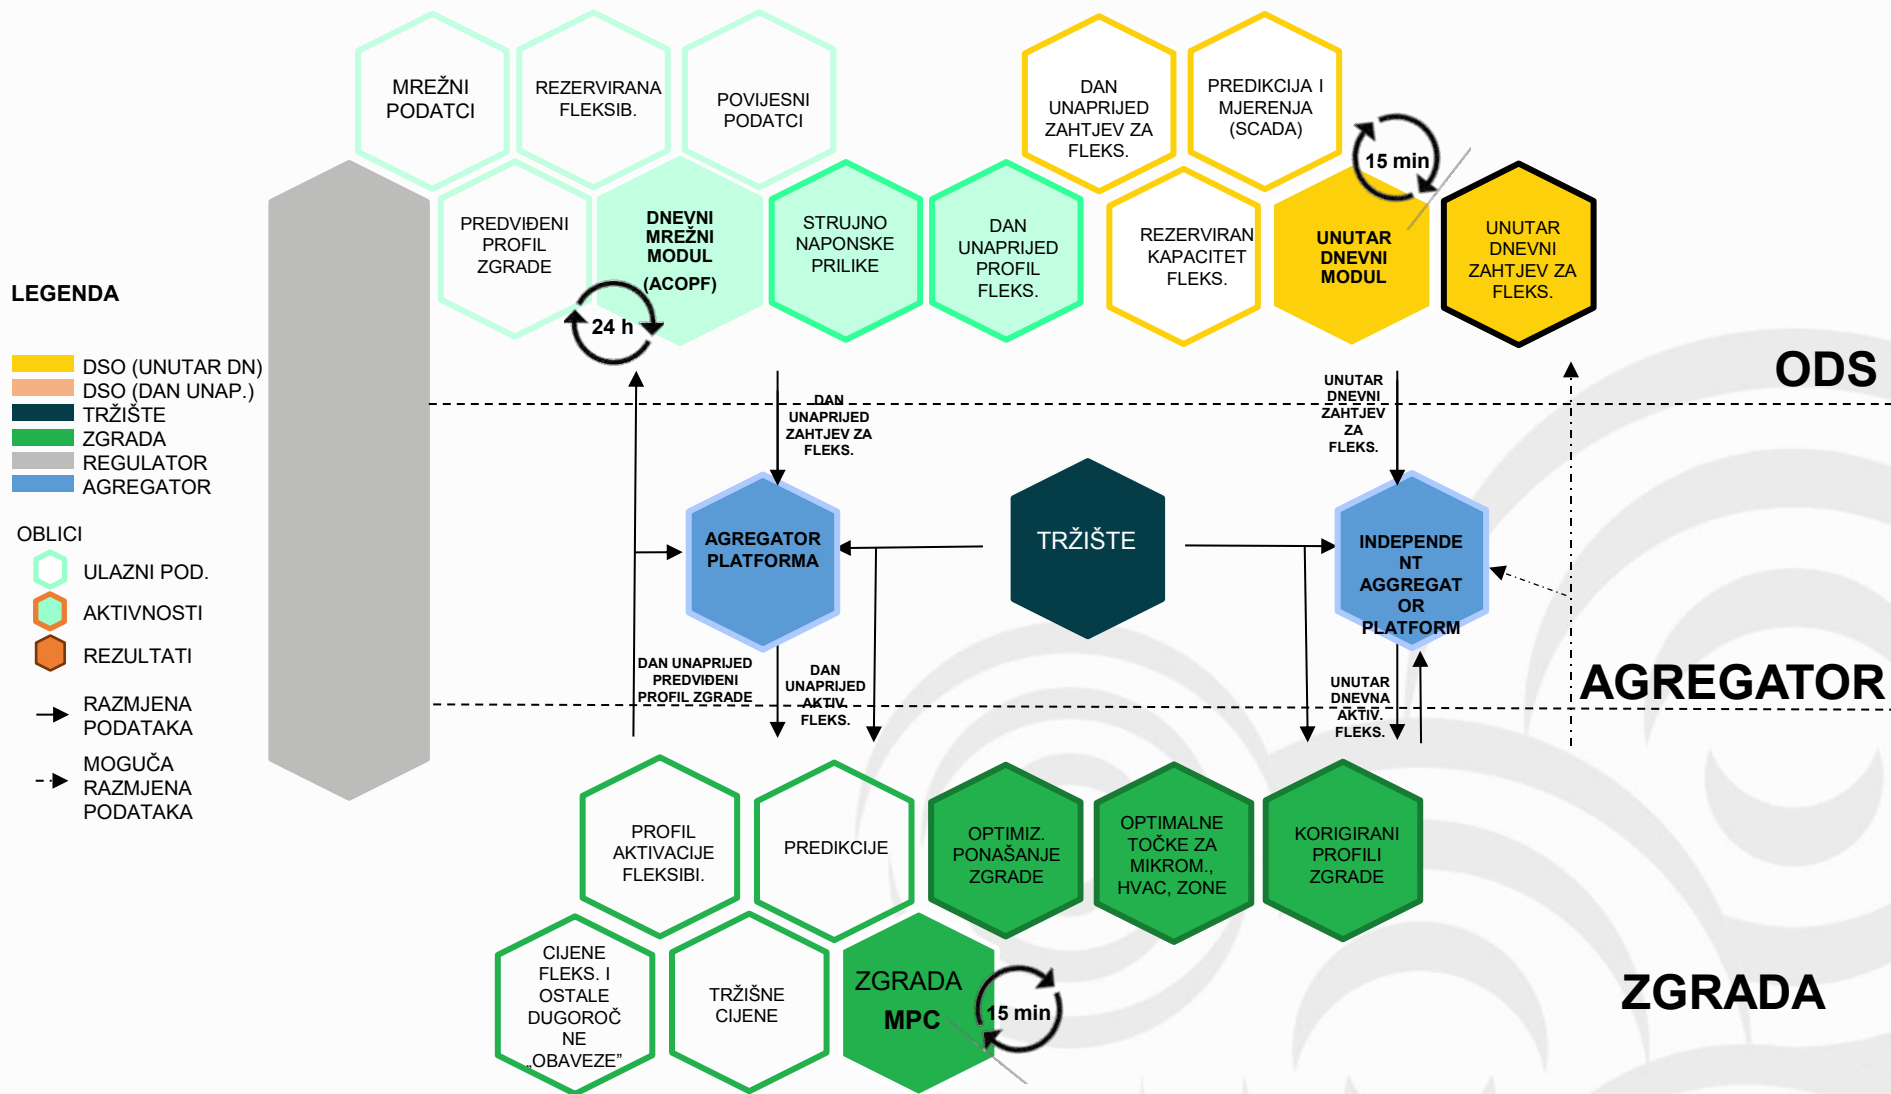 MREŽNI
PODATCI
REZERVIRANA
FLEKSIB.
POVIJESNI
PODATCI
DAN
UNAPRIJED
ZAHTJEV ZA
FLEKS.
PREDIKCIJA I
MJERENJA
(SCADA)
15 min
PREDVIĐENI
PROFIL
ZGRADE
DNEVNI
MREŽNI
MODUL
(ACOPF)
24 h
STRUJNO
NAPONSKE
PRILIKE
DAN
UNAPRIJED
PROFIL
FLEKS.
REZERVIRAN
KAPACITET
FLEKS.
UNUTAR
DNEVNI
MODUL
UNUTAR
DNEVNI
ZAHTJEV ZA
FLEKS.
LEGENDA
DSO (UNUTAR DN)
DSO (DAN UNAP.)
TRŽIŠTE
ZGRADA
REGULATOR
AGREGATOR
OBLICI
ULAZNI POD.
AKTIVNOSTI
REZULTATI
RAZMJENA
PODATAKA
MOGUČA
RAZMJENA
PODATAKA
ODS
DAN
UNAPRIJED
ZAHTJEV ZA
FLEKS.
UNUTAR
DNEVNI
ZAHTJEV
ZA
FLEKS.
AGREGATOR
PLATFORMA
TRŽIŠTE
INDEPENDE
NT
AGGREGAT
OR
PLATFORM
DAN UNAPRIJED
PREDVIĐENI
PROFIL ZGRADE
DAN
UNAPRIJED
AKTIV.
FLEKS.
UNUTAR
DNEVNA
AKTIV.
FLEKS.
AGREGATOR
PROFIL
AKTIVACIJE
FLEKSIBI.
PREDIKCIJE
OPTIMIZ.
PONAŠANJE
ZGRADE
OPTIMALNE
TOČKE ZA
MIKROM.,
HVAC, ZONE
KORIGIRANI
PROFILI
ZGRADE
CIJENE
FLEKS. I
OSTALE
DUGOROČ
NE
„OBAVEZE”
TRŽIŠNE
CIJENE
ZGRADA
MPC
15 min
ZGRADA